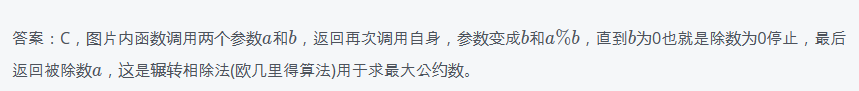 答案：C，图片内函数调用两个参数a和b，返回再次调用自身，参数变成b和a%b，直到b为0也就是除数为0停止，最后
返回被除数a，这是辗转相除法(欧几里得算法)用于求最大公约数。